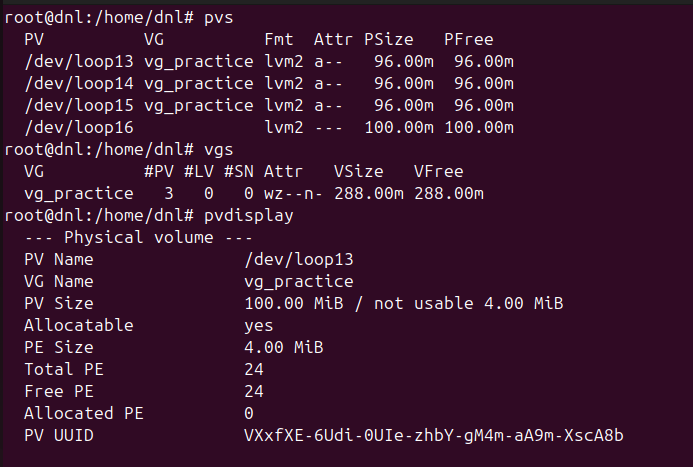 root@dnl:/home/dnl# pvs
  PV          VG          Fmt  Attr PSize   PFree
  /dev/loop13 vg_practice lvm2 a--   96.00m  96.00m
  /dev/loop14 vg_practice lvm2 a--   96.00m  96.00m
  /dev/loop15 vg_practice lvm2 a--   96.00m  96.00m
  /dev/loop16             lvm2 ---  100.00m 100.00m
root@dnl:/home/dnl# vgs
  VG          #PV #LV #SN Attr   VSize   VFree
  vg_practice   3   0   0 wz--n- 288.00m 288.00m
root@dnl:/home/dnl# pvdisplay
  --- Physical volume ---
  PV Name               /dev/loop13
  VG Name               vg_practice
  PV Size               100.00 MiB / not usable 4.00 MiB
  Allocatable           yes
  PE Size               4.00 MiB
  Total PE              24
  Free PE               24
  Allocated PE          0
  PV UUID               VXxfXE-6Udi-0UIe-zhbY-gM4m-aA9m-XscA8b